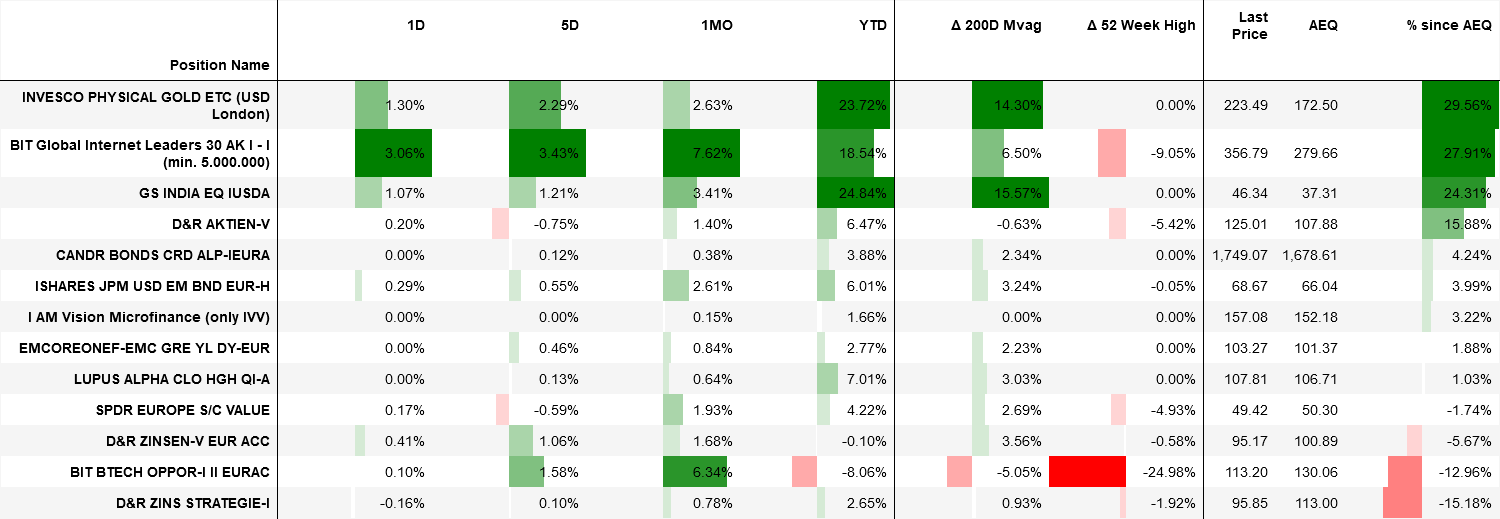 Position Name 1D 5D 1MO YTD Δ 200D Mvag Δ 52 Week High Last Price AEQ % since AEQ
INVESCO PHYSICAL GOLD ETC (USD London) 1.30% 2.29% 2.63% 23.72% 14.30% 0.00% 223.49 172.50 29.56%
BIT Global Internet Leaders 30 AK I - I (min. 5.000.000) 3.06% 3.43% 7.62% 18.54% 6.50% -9.05% 356.79 279.66 27.91%
GS INDIA EQ IUSDA 1.07% 1.21% 3.41% 24.84% 15.57% 0.00% 46.34 37.31 24.31%
D&R AKTIEN-V 0.20% -0.75% 1.40% 6.47% -0.63% -5.42% 125.01 107.88 15.88%
CANDR BONDS CRD ALP-IEURA 0.00% 0.12% 0.38% 3.88% 2.34% 0.00% 1,749.07 1,678.61 4.24%
ISHARES JPM USD EM BND EUR-H 0.29% 0.55% 2.61% 6.01% 3.24% -0.05% 68.67 66.04 3.99%
I AM Vision Microfinance (only IVV) 0.00% 0.00% 0.15% 1.66% 0.00% 0.00% 157.08 152.18 3.22%
EMCOREONEF-EMC GRE YL DY-EUR 0.00% 0.46% 0.84% 2.77% 2.23% 0.00% 103.27 101.37 1.88%
LUPUS ALPHA CLO HGH QI-A 0.00% 0.13% 0.64% 7.01% 3.03% 0.00% 107.81 106.71 1.03%
SPDR EUROPE S/C VALUE 0.17% -0.59% 1.93% 4.22% 2.69% -4.93% 49.42 50.30 -1.74%
D&R ZINSEN-V EUR ACC 0.41% 1.06% 1.68% -0.10% 3.56% -0.58% 95.17 100.89 -5.67%
BIT BTECH OPPOR-I II EURAC 0.10% 1.58% 6.34% -8.06% -5.05% -24.98% 113.20 130.06 -12.96%
D&R ZINS STRATEGIE-I -0.16% 0.10% 0.78% 2.65% 0.93% -1.92% 95.85 113.00 -15.18%